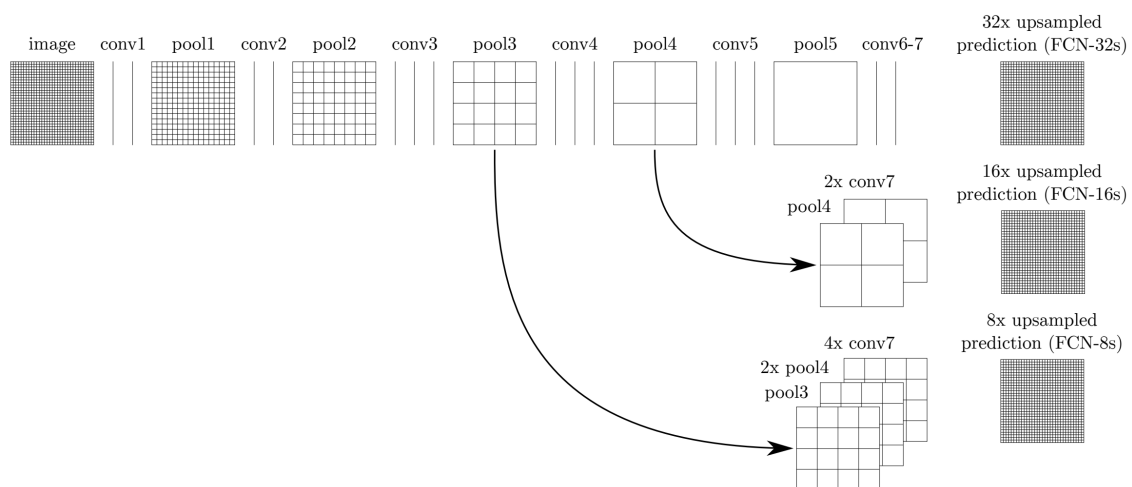 image
conv1
pool1
conv2
pool2
conv3
pool3
conv4
pool4
conv5
pool5
conv6-7
32x upsampled
prediction (FCN-32s)
2x conv7
pool4
16x upsampled
prediction (FCN-16s)
4x conv7
2x pool4
pool3
8x upsampled
prediction (FCN-8s)